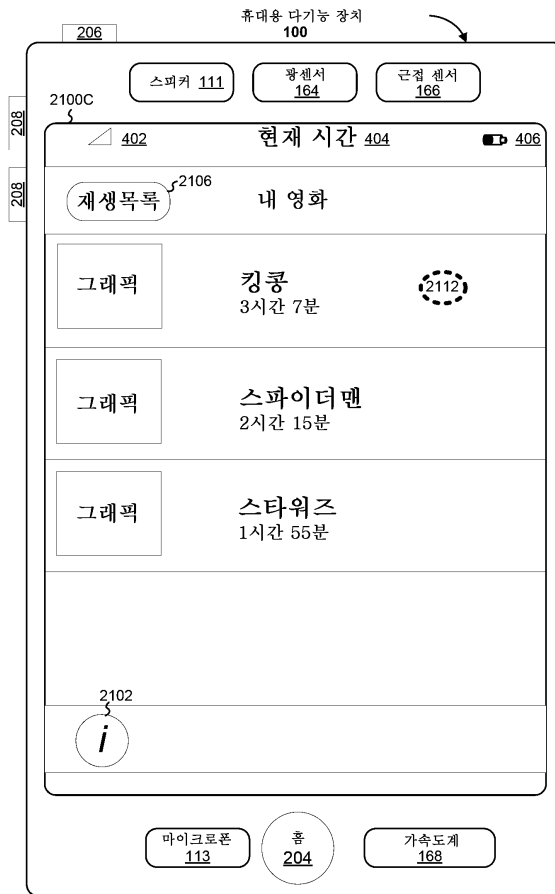 휴대용 다기능 장치
100
206
스피커 111
광센서
164
근접 센서
166
2100C
208
208
402
현재 시간 404
406
재생목록
2106
내 영화
그래픽
킹콩
3시간 7분
2112
그래픽
스파이더맨
2시간 15분
그래픽
스타워즈
1시간 55분
2102
i
마이크로폰
113
홈
204
가속도계
168